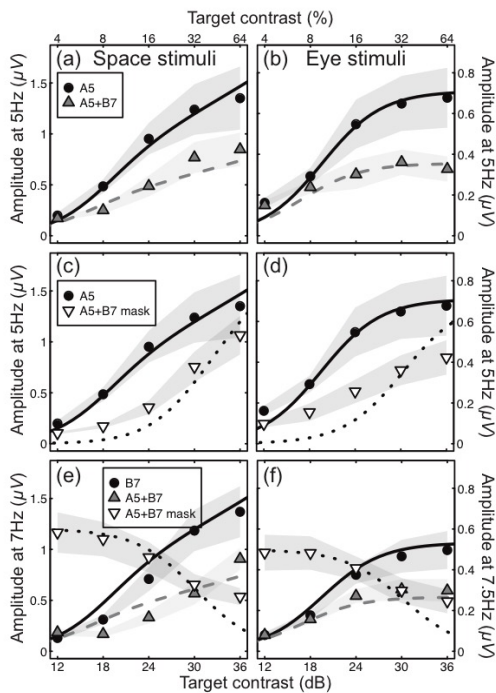 Target contrast (%)
4 8 16 32 64 4 8 16 32 64
(a) Space stimuli
(b) Eye stimuli
A5
A5+B7
Amplitude at 5Hz (µV)
1.5
1
0.5
0
Amplitude at 5Hz (µV)
0.8
0.6
0.4
0.2
0
(c)
(d)
A5
A5+B7 mask
Amplitude at 5Hz (µV)
1.5
1
0.5
0
Amplitude at 5Hz (µV)
0.8
0.6
0.4
0.2
0
(e)
(f)
B7
A5+B7
A5+B7 mask
Amplitude at 7Hz (µV)
1.5
1
0.5
0
Amplitude at 7.5Hz (µV)
0.8
0.6
0.4
0.2
0
12 18 24 30 36 12 18 24 30 36
Target contrast (dB)